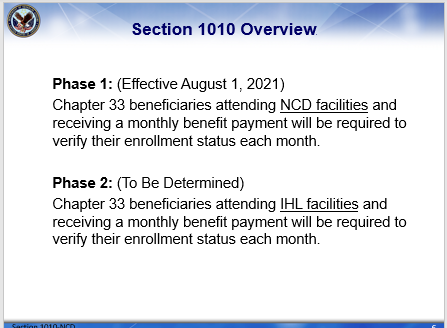 Section 1010 Overview
Phase 1: (Effective August 1, 2021)
Chapter 33 beneficiaries attending NCD facilities and
receiving a monthly benefit payment will be required to
verify their enrollment status each month.
Phase 2: (To Be Determined)
Chapter 33 beneficiaries attending IHL facilities and
receiving a monthly benefit payment will be required to
verify their enrollment status each month.
Section 1010-NCD